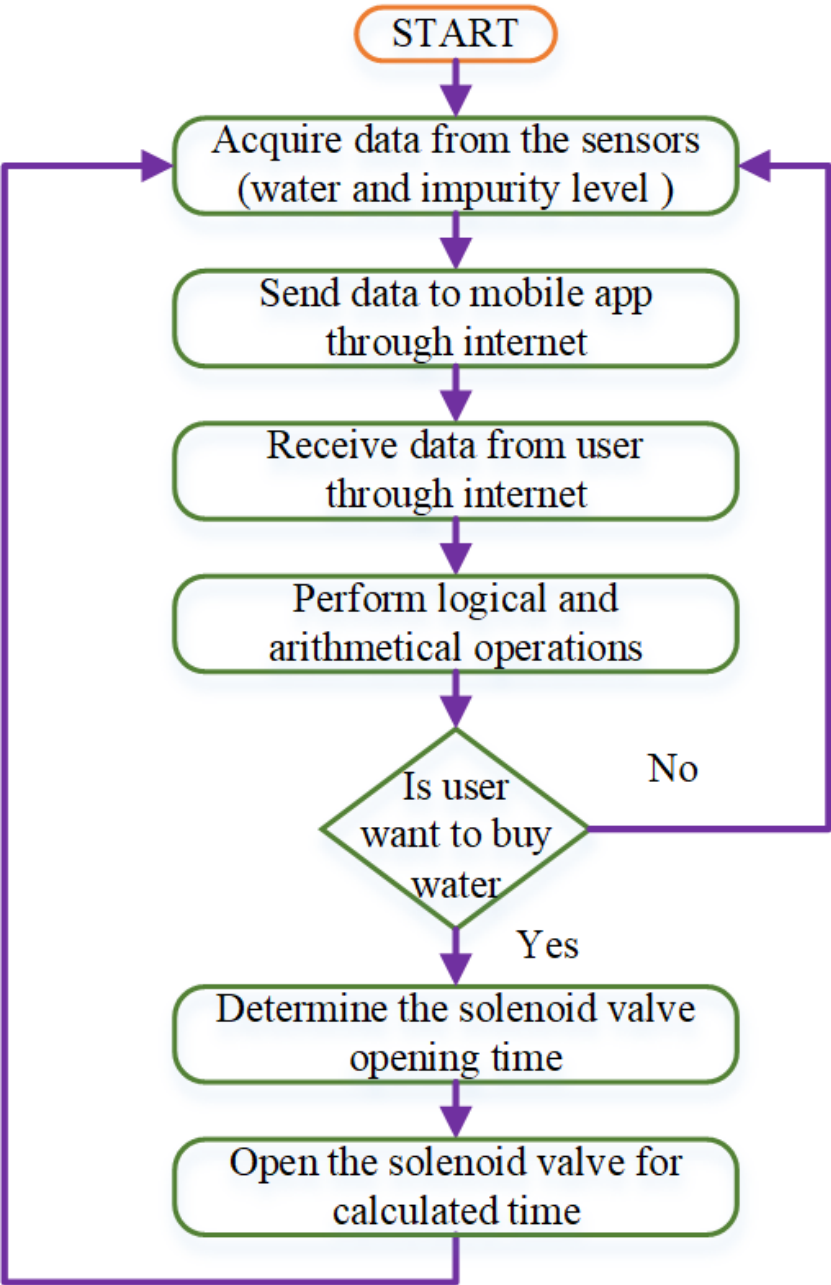 START
Acquire data from the sensors
(water and impurity level )
Send data to mobile app
through internet
Receive data from user
through internet
Perform logical and
arithmetical operations
Is user
want to buy
water
No
Yes
Determine the solenoid valve
opening time
Open the solenoid valve for
calculated time